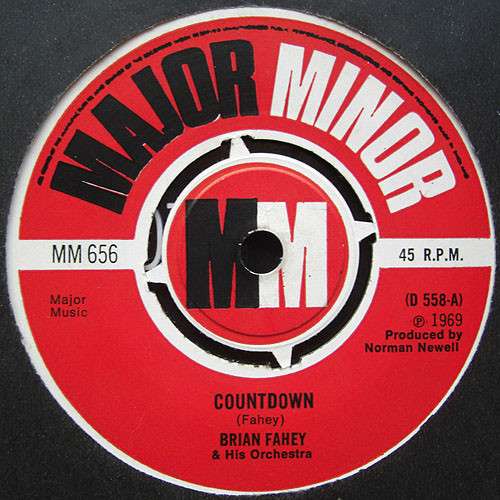 MAJOR MINOR
MM
MM 656
45 R.P.M.
Major
Music
(D 558-A)
℗ 1969
Produced by
Norman Newell
COUNTDOWN
(Fahey)
BRIAN FAHEY
& His Orchestra